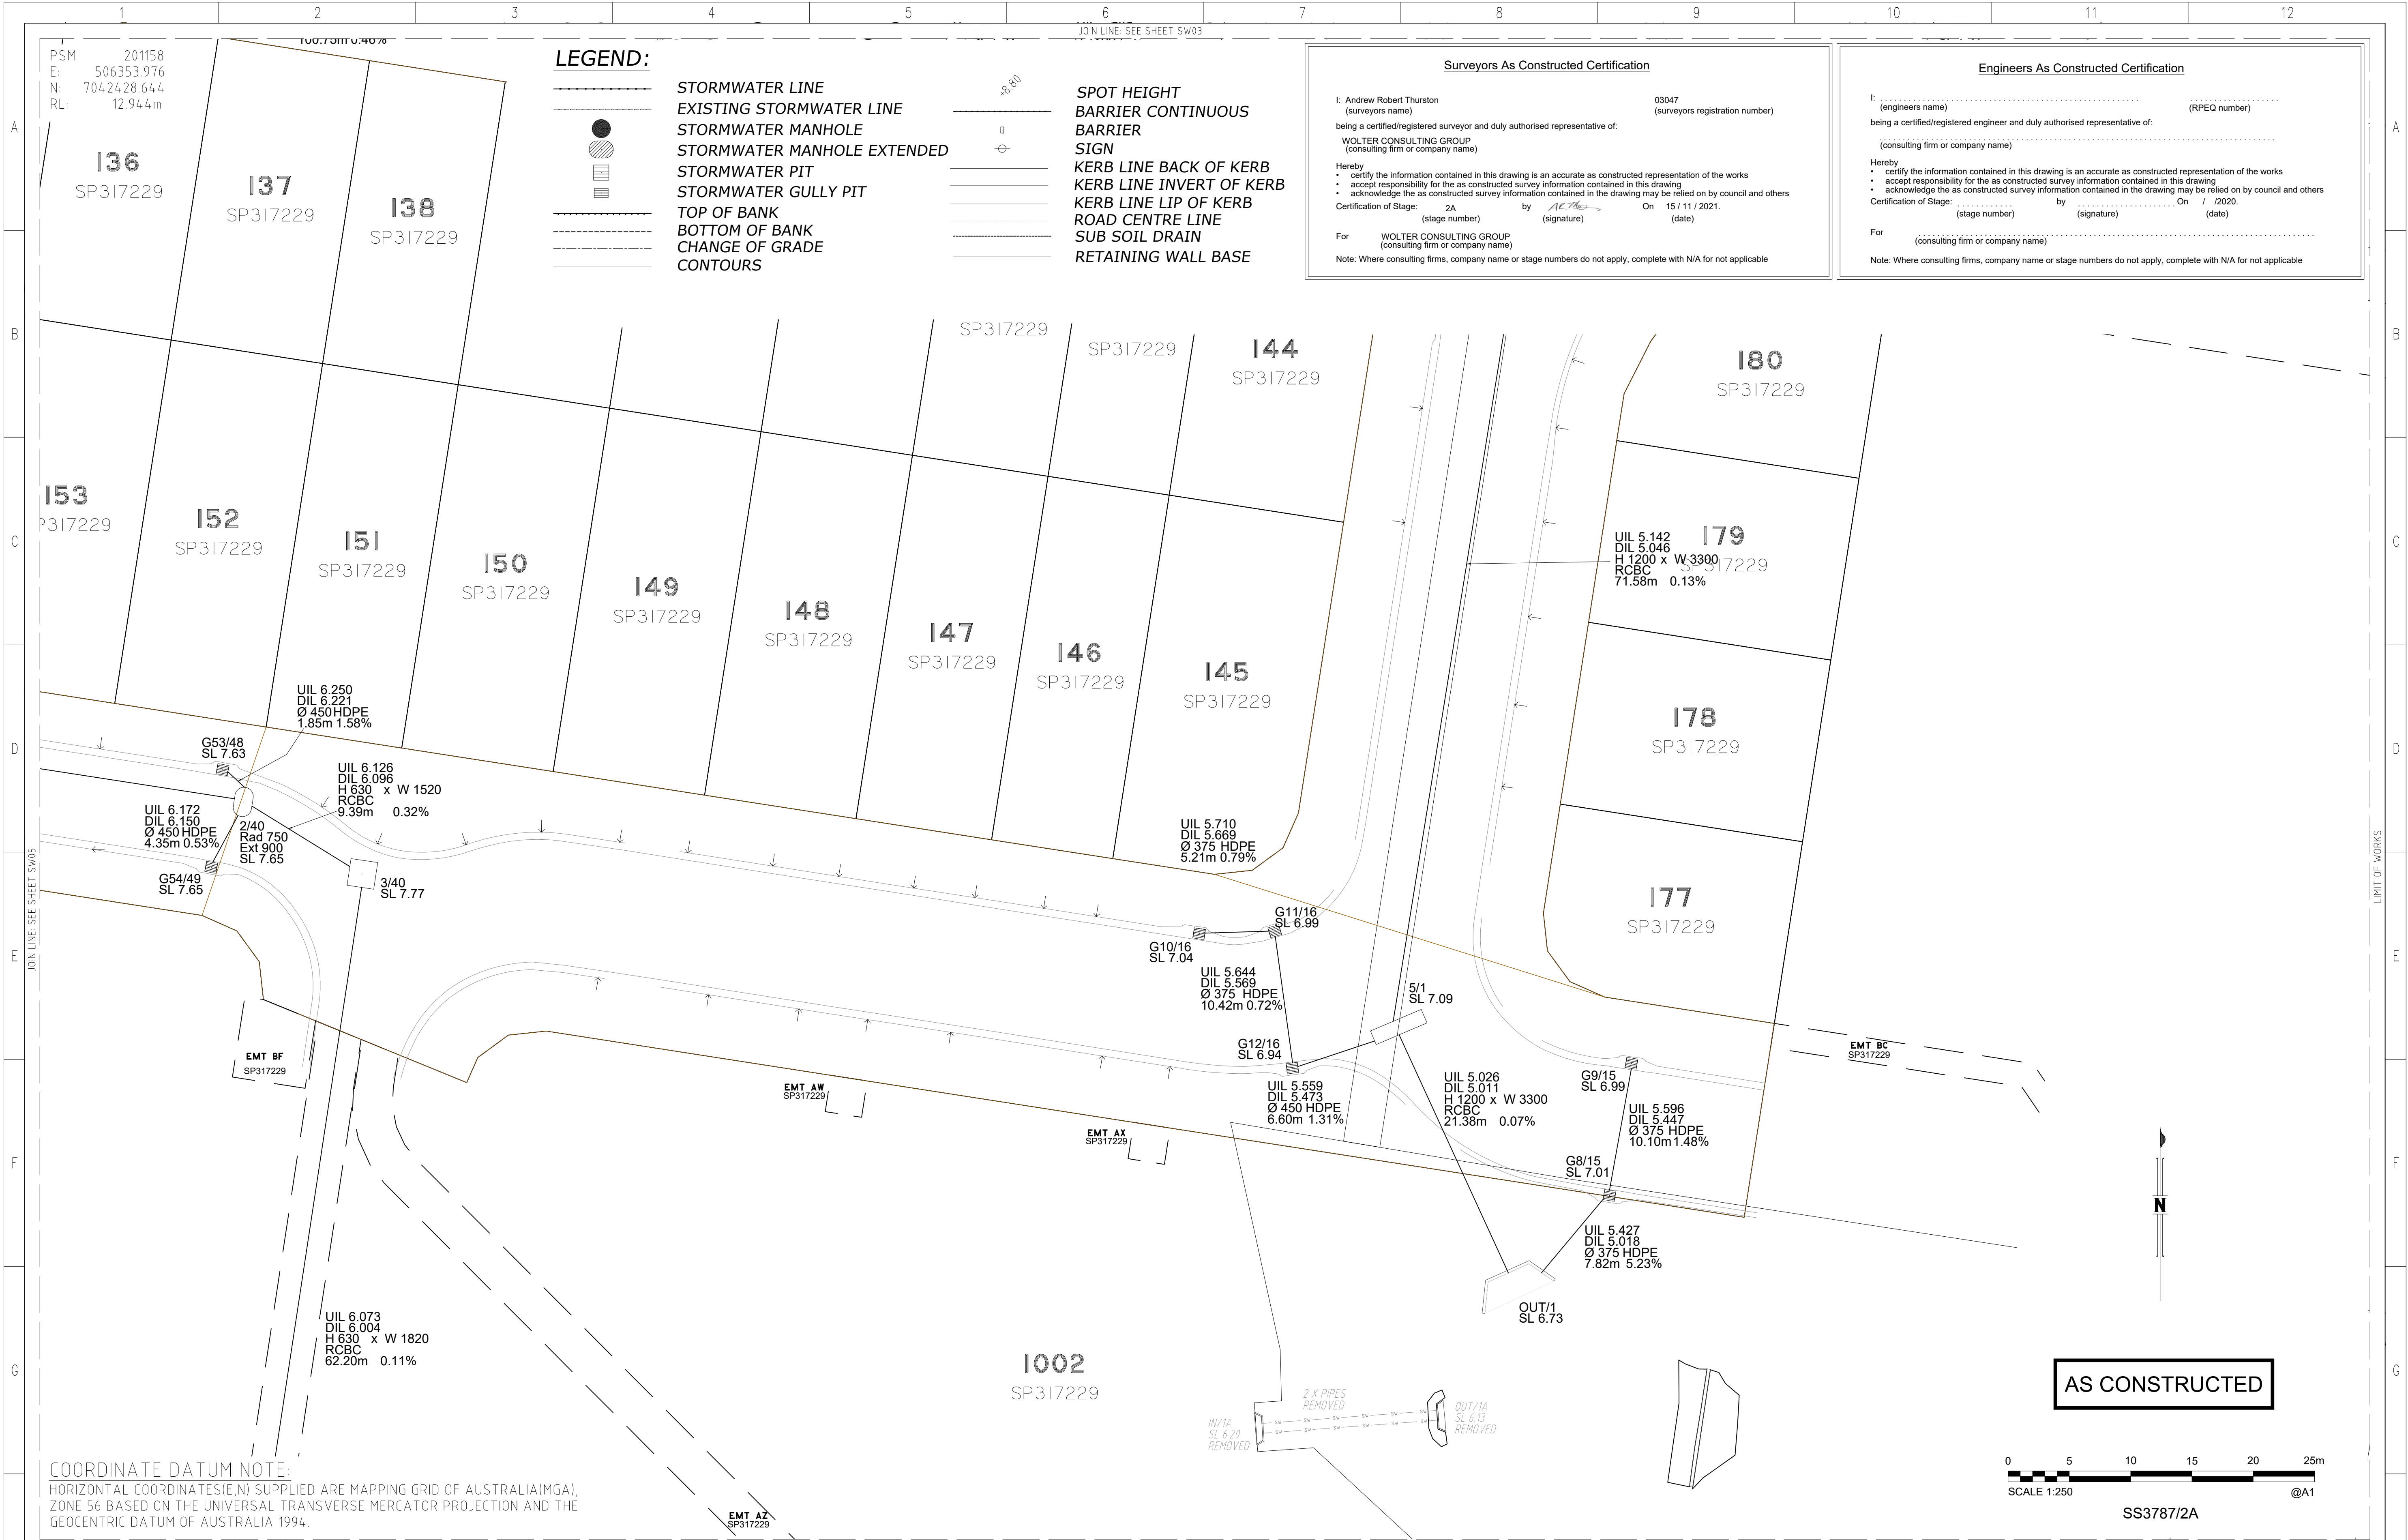 1 2 3 4 5 6 7 8 9 10 11 12
JOIN LINE: SEE SHEET SW03
100.75m 0.46%
PSM 201158
E: 506353.976
N: 7042428.644
RL: 12.944m
LEGEND:
STORMWATER LINE
EXISTING STORMWATER LINE
STORMWATER MANHOLE
STORMWATER MANHOLE EXTENDED
STORMWATER PIT
STORMWATER GULLY PIT
TOP OF BANK
BOTTOM OF BANK
CHANGE OF GRADE
CONTOURS
+8.80
SPOT HEIGHT
BARRIER CONTINUOUS
BARRIER
SIGN
KERB LINE BACK OF KERB
KERB LINE INVERT OF KERB
KERB LINE LIP OF KERB
ROAD CENTRE LINE
SUB SOIL DRAIN
RETAINING WALL BASE
Surveyors As Constructed Certification
I: Andrew Robert Thurston 03047
(surveyors name) (surveyors registration number)
being a certified/registered surveyor and duly authorised representative of:
WOLTER CONSULTING GROUP
(consulting firm or company name)
Hereby
• certify the information contained in this drawing is an accurate as constructed representation of the works
• accept responsibility for the as constructed survey information contained in this drawing
• acknowledge the as constructed survey information contained in the drawing may be relied on by council and others
Certification of Stage: 2A by On 15 / 11 / 2021.
(stage number) (signature) (date)
For WOLTER CONSULTING GROUP
(consulting firm or company name)
Note: Where consulting firms, company name or stage numbers do not apply, complete with N/A for not applicable
Engineers As Constructed Certification
I:
(engineers name) (RPEQ number)
being a certified/registered engineer and duly authorised representative of:
(consulting firm or company name)
Hereby
• certify the information contained in this drawing is an accurate as constructed representation of the works
• accept responsibility for the as constructed survey information contained in this drawing
• acknowledge the as constructed survey information contained in the drawing may be relied on by council and others
Certification of Stage: by On / /2020.
(stage number) (signature) (date)
For
(consulting firm or company name)
Note: Where consulting firms, company name or stage numbers do not apply, complete with N/A for not applicable
A A
B B
C C
D D
E E
F F
G G
136
SP317229
137
SP317229
138
SP317229
SP317229
SP317229
144
SP317229
180
SP317229
153
P317229
152
SP317229
151
SP317229
150
SP317229
149
SP317229
148
SP317229
147
SP317229
146
SP317229
145
SP317229
UIL 5.142
DIL 5.046
H 1200 x W 3300
RCBC
71.58m 0.13%
179
SP317229
178
SP317229
177
SP317229
UIL 6.250
DIL 6.221
Ø 450 HDPE
1.85m 1.58%
G53/48
SL 7.63
UIL 6.126
DIL 6.096
H 630 x W 1520
RCBC
9.39m 0.32%
UIL 6.172
DIL 6.150
Ø 450 HDPE
4.35m 0.53%
2/40
Rad 750
Ext 900
SL 7.65
G54/49
SL 7.65
3/40
SL 7.77
JOIN LINE: SEE SHEET SW05
LIMIT OF WORKS
UIL 5.710
DIL 5.669
Ø 375 HDPE
5.21m 0.79%
G11/16
SL 6.99
G10/16
SL 7.04
UIL 5.644
DIL 5.569
Ø 375 HDPE
10.42m 0.72%
5/1
SL 7.09
G12/16
SL 6.94
UIL 5.559
DIL 5.473
Ø 450 HDPE
6.60m 1.31%
UIL 5.026
DIL 5.011
H 1200 x W 3300
RCBC
21.38m 0.07%
G9/15
SL 6.99
UIL 5.596
DIL 5.447
Ø 375 HDPE
10.10m 1.48%
G8/15
SL 7.01
UIL 5.427
DIL 5.018
Ø 375 HDPE
7.82m 5.23%
OUT/1
SL 6.73
EMT BF
SP317229
EMT AW
SP317229
EMT AX
SP317229
EMT BC
SP317229
UIL 6.073
DIL 6.004
H 630 x W 1820
RCBC
62.20m 0.11%
1002
SP317229
IN/1A
SL 6.20
REMOVED
2 X PIPES
REMOVED
SW SW SW SW SW SW
SW SW SW SW SW SW
OUT/1A
SL 6.13
REMOVED
N
AS CONSTRUCTED
COORDINATE DATUM NOTE:
HORIZONTAL COORDINATES(E,N) SUPPLIED ARE MAPPING GRID OF AUSTRALIA(MGA),
ZONE 56 BASED ON THE UNIVERSAL TRANSVERSE MERCATOR PROJECTION AND THE
GEOCENTRIC DATUM OF AUSTRALIA 1994.
EMT AZ
SP317229
0 5 10 15 20 25m
SCALE 1:250 @A1
SS3787/2A